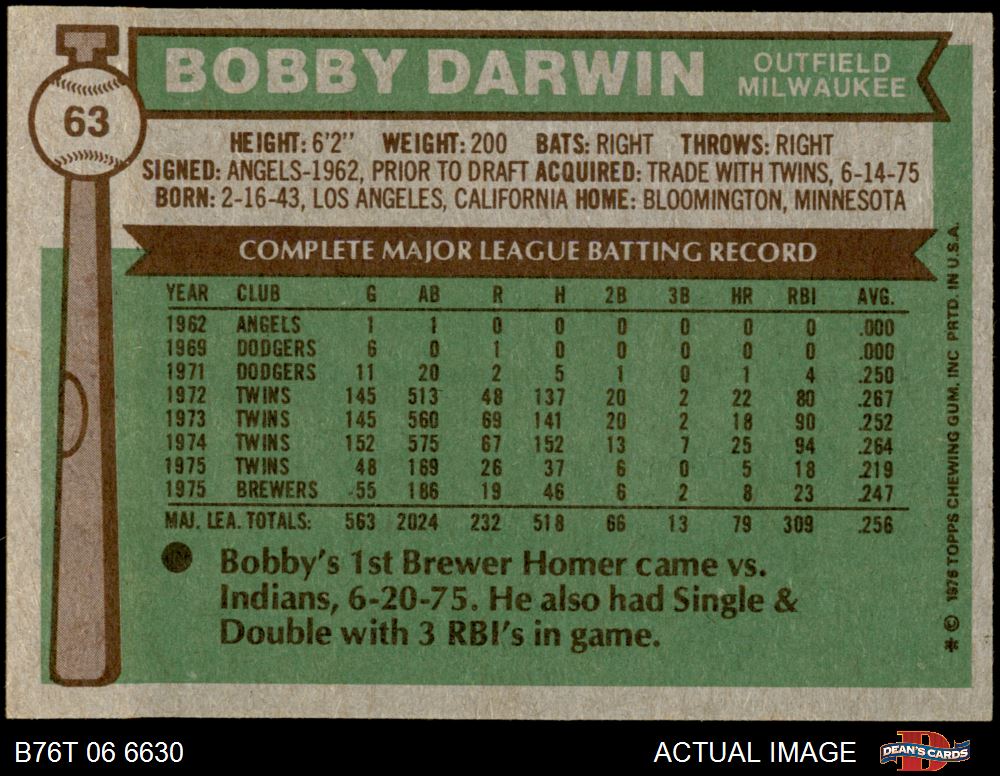 63
BOBBY DARWIN
OUTFIELD
MILWAUKEE
HEIGHT: 6'2" WEIGHT: 200 BATS: RIGHT THROWS: RIGHT
SIGNED: ANGELS-1962, PRIOR TO DRAFT ACQUIRED: TRADE WITH TWINS, 6-14-75
BORN: 2-16-43, LOS ANGELES, CALIFORNIA HOME: BLOOMINGTON, MINNESOTA
COMPLETE MAJOR LEAGUE BATTING RECORD
YEAR CLUB G AB R H 2B 3B HR RBI AVG.
1962 ANGELS 1 1 0 0 0 0 0 0 .000
1969 DODGERS 6 0 1 0 0 0 0 0 .000
1971 DODGERS 11 20 2 5 1 0 1 4 .250
1972 TWINS 145 513 48 137 20 2 22 80 .267
1973 TWINS 145 560 69 141 20 2 18 90 .252
1974 TWINS 152 575 67 152 13 7 25 94 .264
1975 TWINS 48 169 26 37 6 0 5 18 .219
1975 BREWERS 55 186 19 46 6 2 8 23 .247
MAJ. LEA. TOTALS: 563 2024 232 518 66 13 79 309 .256
Bobby's 1st Brewer Homer came vs.
Indians, 6-20-75. He also had Single &
Double with 3 RBI's in game.
* © 1976 TOPPS CHEWING GUM, INC PRTD. IN U.S.A.
B76T 06 6630
ACTUAL IMAGE
DEAN'S CARDS